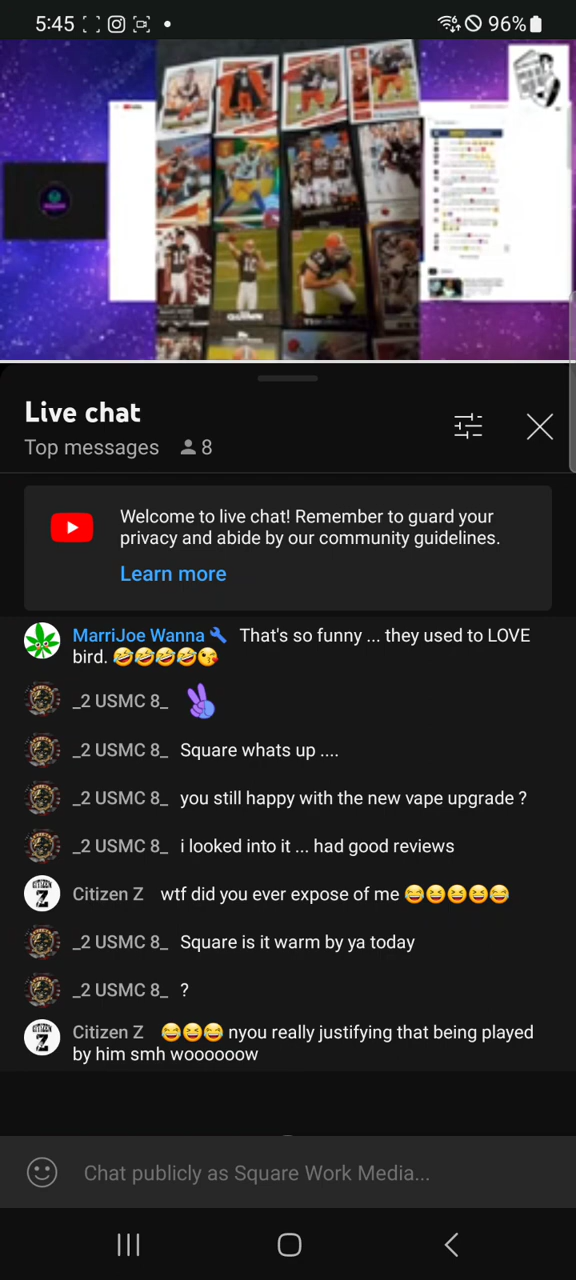 5:45
96%
QUINN
Live chat
Top messages 8
Welcome to live chat! Remember to guard your
privacy and abide by our community guidelines.
Learn more
MarriJoe Wanna 🔧 That's so funny ... they used to LOVE
bird. 🤣🤣🤣🤣😘
_2 USMC 8_ ✌
_2 USMC 8_ Square whats up ....
_2 USMC 8_ you still happy with the new vape upgrade ?
_2 USMC 8_ i looked into it ... had good reviews
CITIZEN
Z
Citizen Z wtf did you ever expose of me 😂😆😆😆😂
_2 USMC 8_ Square is it warm by ya today
_2 USMC 8_ ?
CITIZEN
Z
Citizen Z 😅😆😅 nyou really justifying that being played
by him smh woooooow
Chat publicly as Square Work Media...